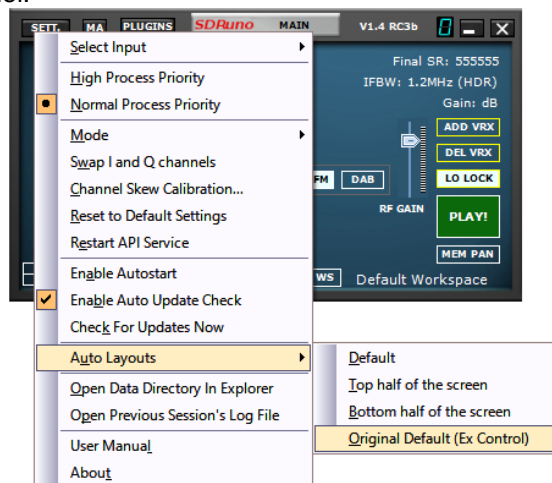 SETT. MA PLUGINS SDRuno MAIN V1.4 RC3b 0
Select Input
High Process Priority
Normal Process Priority
Mode
Swap I and Q channels
Channel Skew Calibration...
Reset to Default Settings
Restart API Service
Enable Autostart
Enable Auto Update Check
Check For Updates Now
Auto Layouts
Open Data Directory In Explorer
Open Previous Session's Log File
User Manual
About
Final SR: 555555
IFBW: 1.2MHz (HDR)
Gain: dB
ADD VRX
DEL VRX
FM DAB LO LOCK
RF GAIN PLAY!
MEM PAN
WS Default Workspace
Default
Top half of the screen
Bottom half of the screen
Original Default (Ex Control)